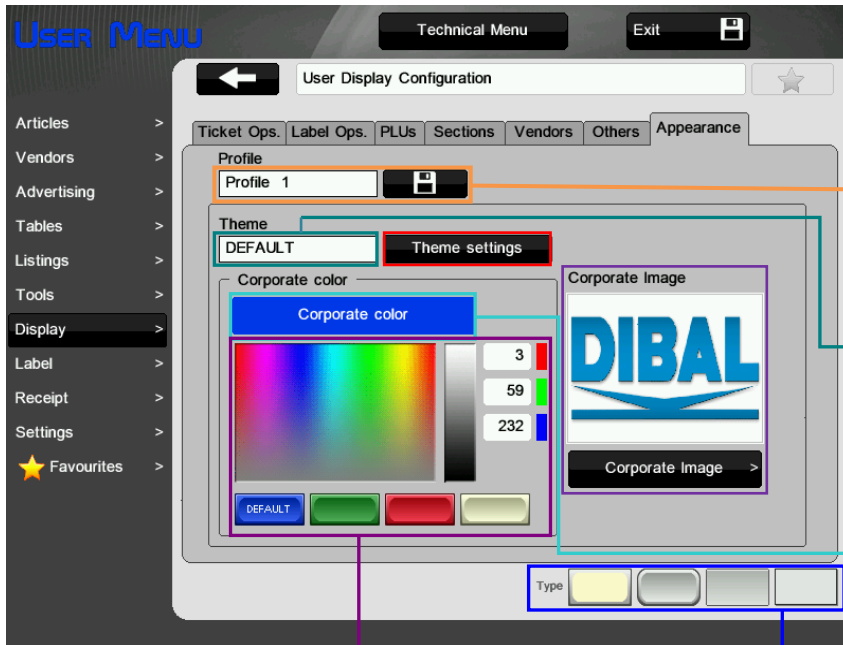 USER MENU
Technical Menu
Exit
User Display Configuration
Articles >
Vendors >
Advertising >
Tables >
Listings >
Tools >
Display >
Label >
Receipt >
Settings >
Favourites >
Ticket Ops. Label Ops. PLUs Sections Vendors Others Appearance
Profile
Profile 1
Theme
DEFAULT Theme settings
Corporate color
Corporate color
3
59
232
DEFAULT
Corporate Image
DIBAL
Corporate Image >
Type